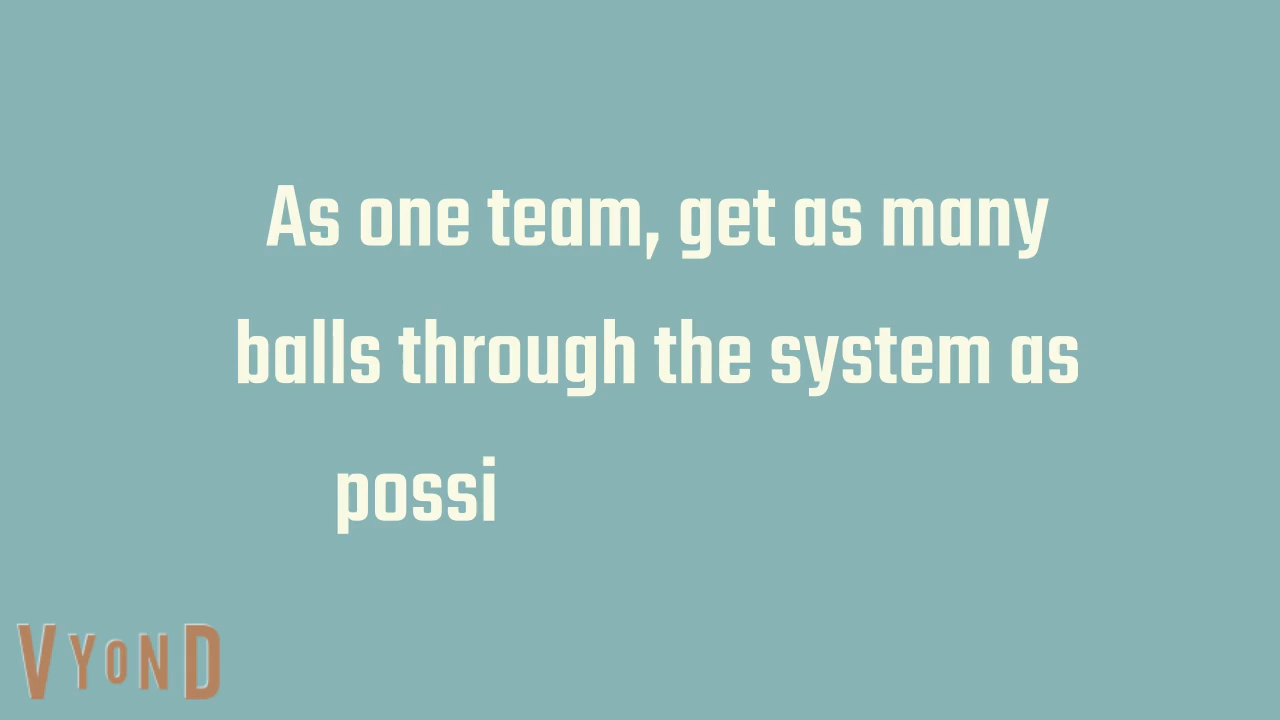 As one team, get as many
balls through the system as
possi
VYOND